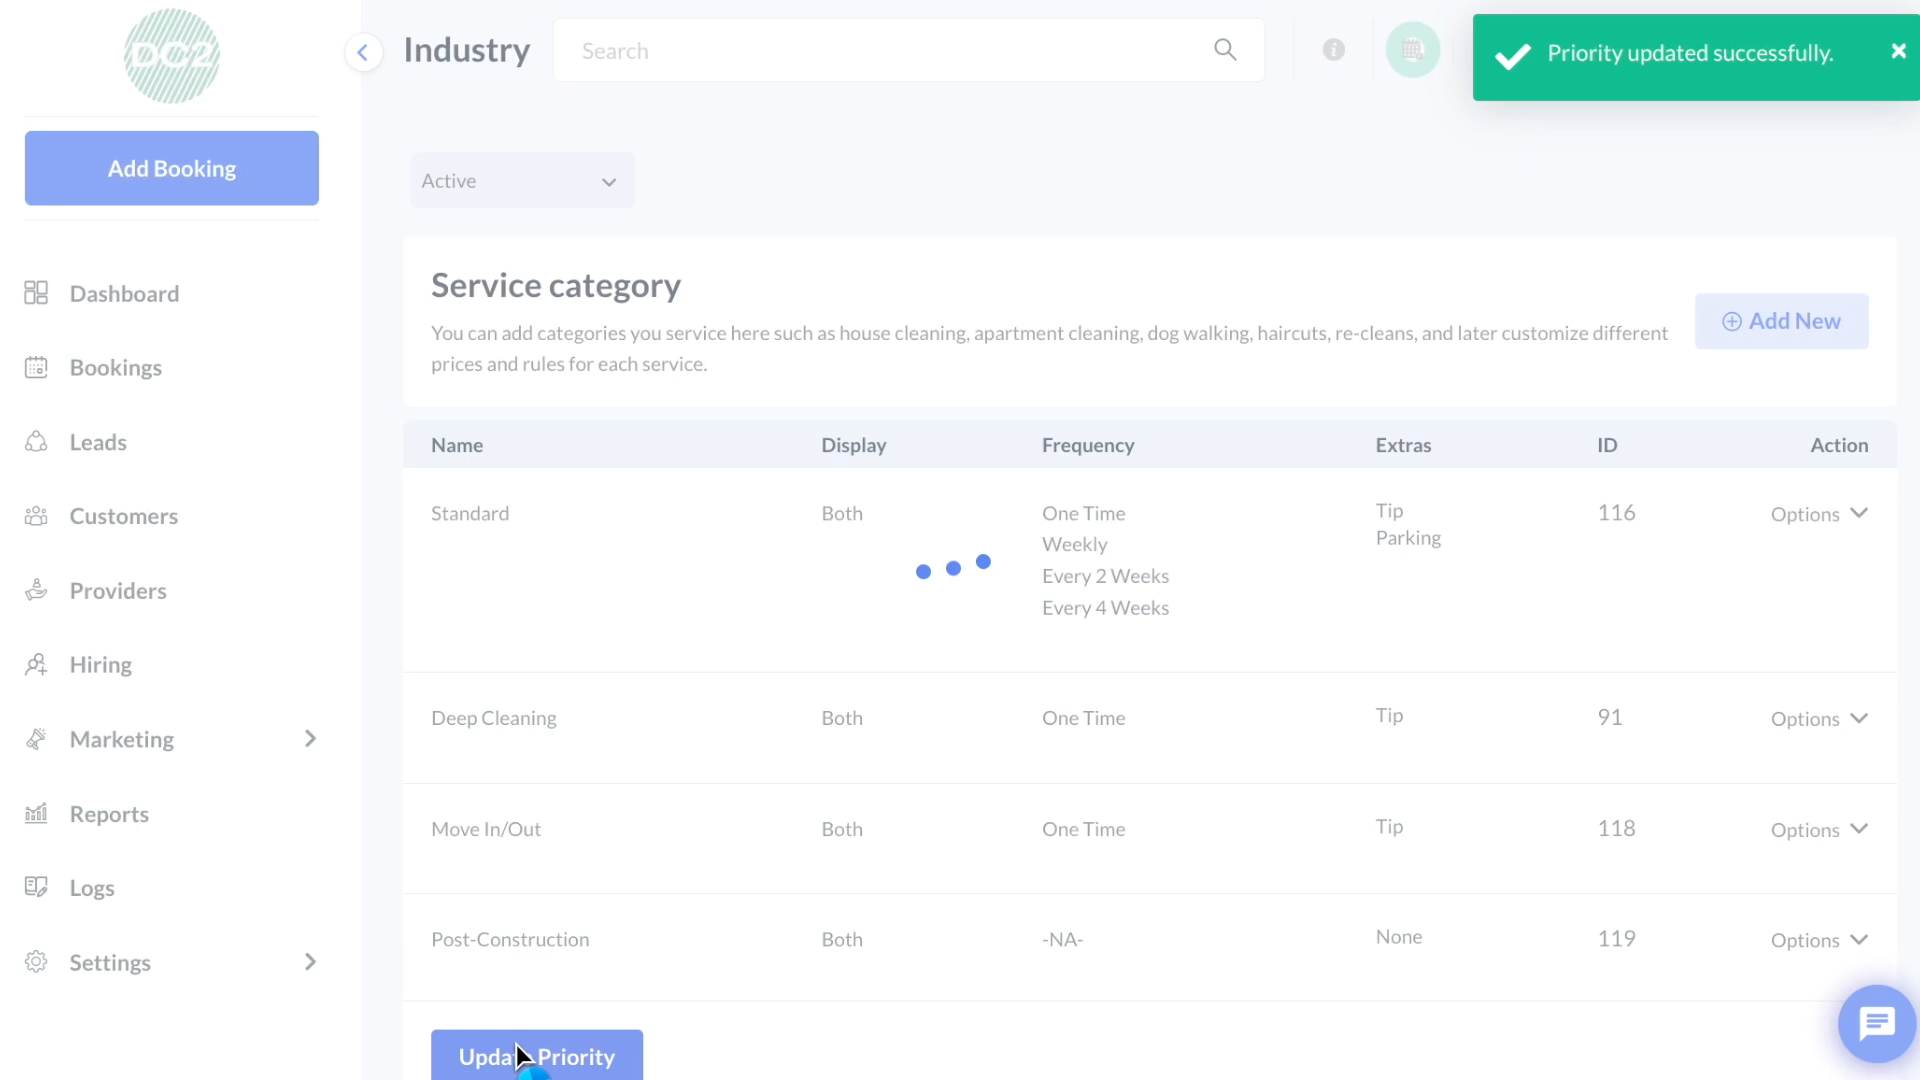 DC2
Industry
Search
Priority updated successfully.
Add Booking
Active
Dashboard
Bookings
Leads
Customers
Providers
Hiring
Marketing
Reports
Logs
Settings
Service category
You can add categories you service here such as house cleaning, apartment cleaning, dog walking, haircuts, re-cleans, and later customize different
prices and rules for each service.
Add New
Name Display Frequency Extras ID Action
Standard Both One Time Tip 116 Options
Weekly Parking
Every 2 Weeks
Every 4 Weeks
Deep Cleaning Both One Time Tip 91 Options
Move In/Out Both One Time Tip 118 Options
Post-Construction Both -NA- None 119 Options
Update Priority